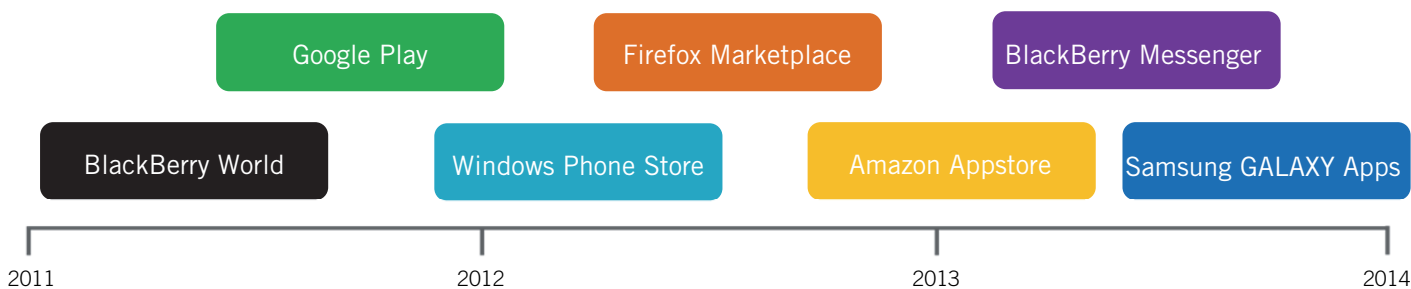 Google Play
Firefox Marketplace
BlackBerry Messenger
BlackBerry World
Windows Phone Store
Amazon Appstore
Samsung GALAXY Apps
2011
2012
2013
2014